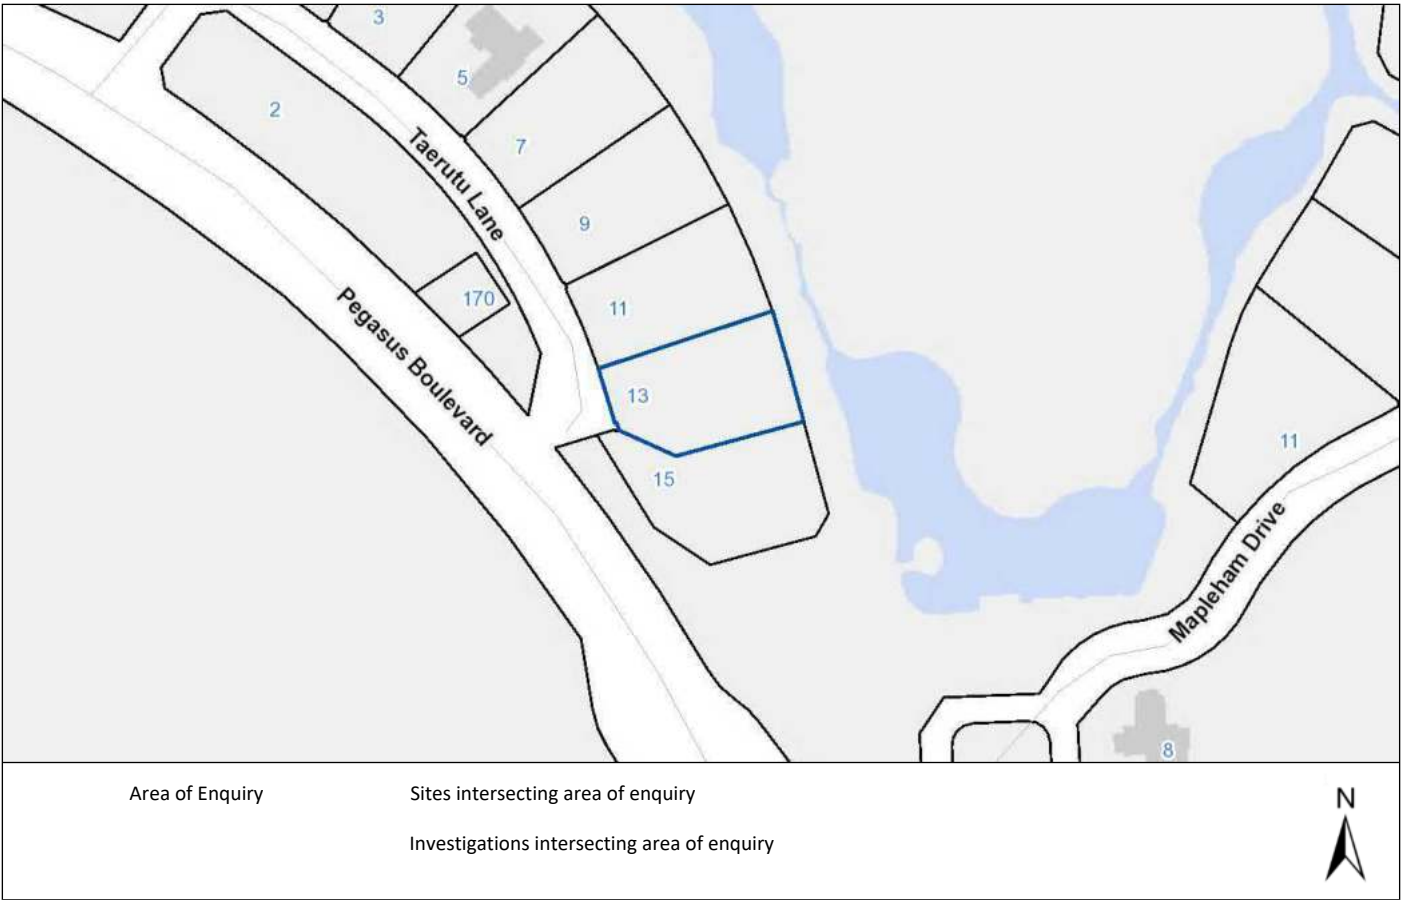 3
5
2
7
Taerutu Lane
9
170
11
Pegasus Boulevard
13
11
15
Mapleham Drive
8
Area of Enquiry
Sites intersecting area of enquiry
N
Investigations intersecting area of enquiry